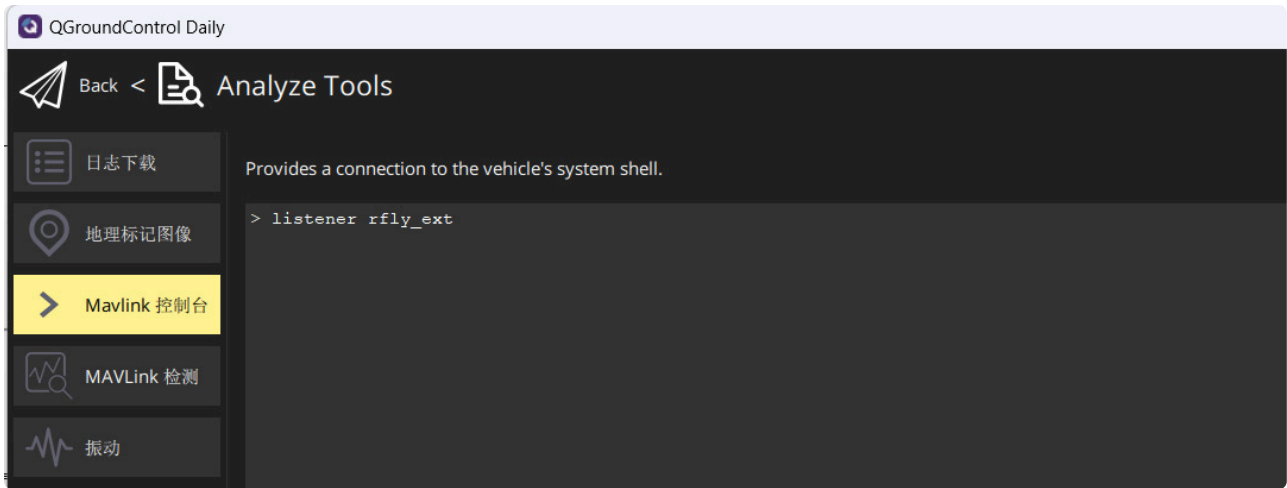 QGroundControl Daily
Back < Analyze Tools
日志下载
Provides a connection to the vehicle's system shell.
地理标记图像
> listener rfly_ext
Mavlink 控制台
MAVLink 检测
振动